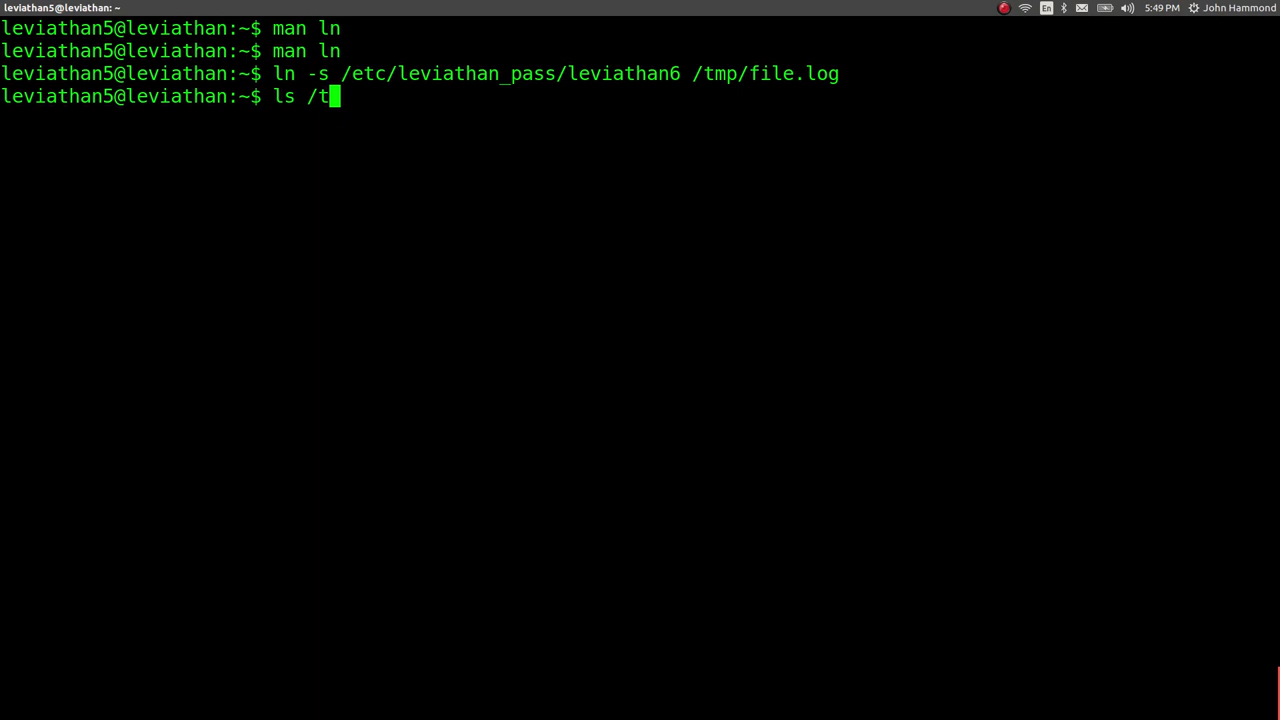 leviathan5@leviathan: ~
En
5:49 PM
John Hammond
leviathan5@leviathan:~$ man ln
leviathan5@leviathan:~$ man ln
leviathan5@leviathan:~$ ln -s /etc/leviathan_pass/leviathan6 /tmp/file.log
leviathan5@leviathan:~$ ls /t